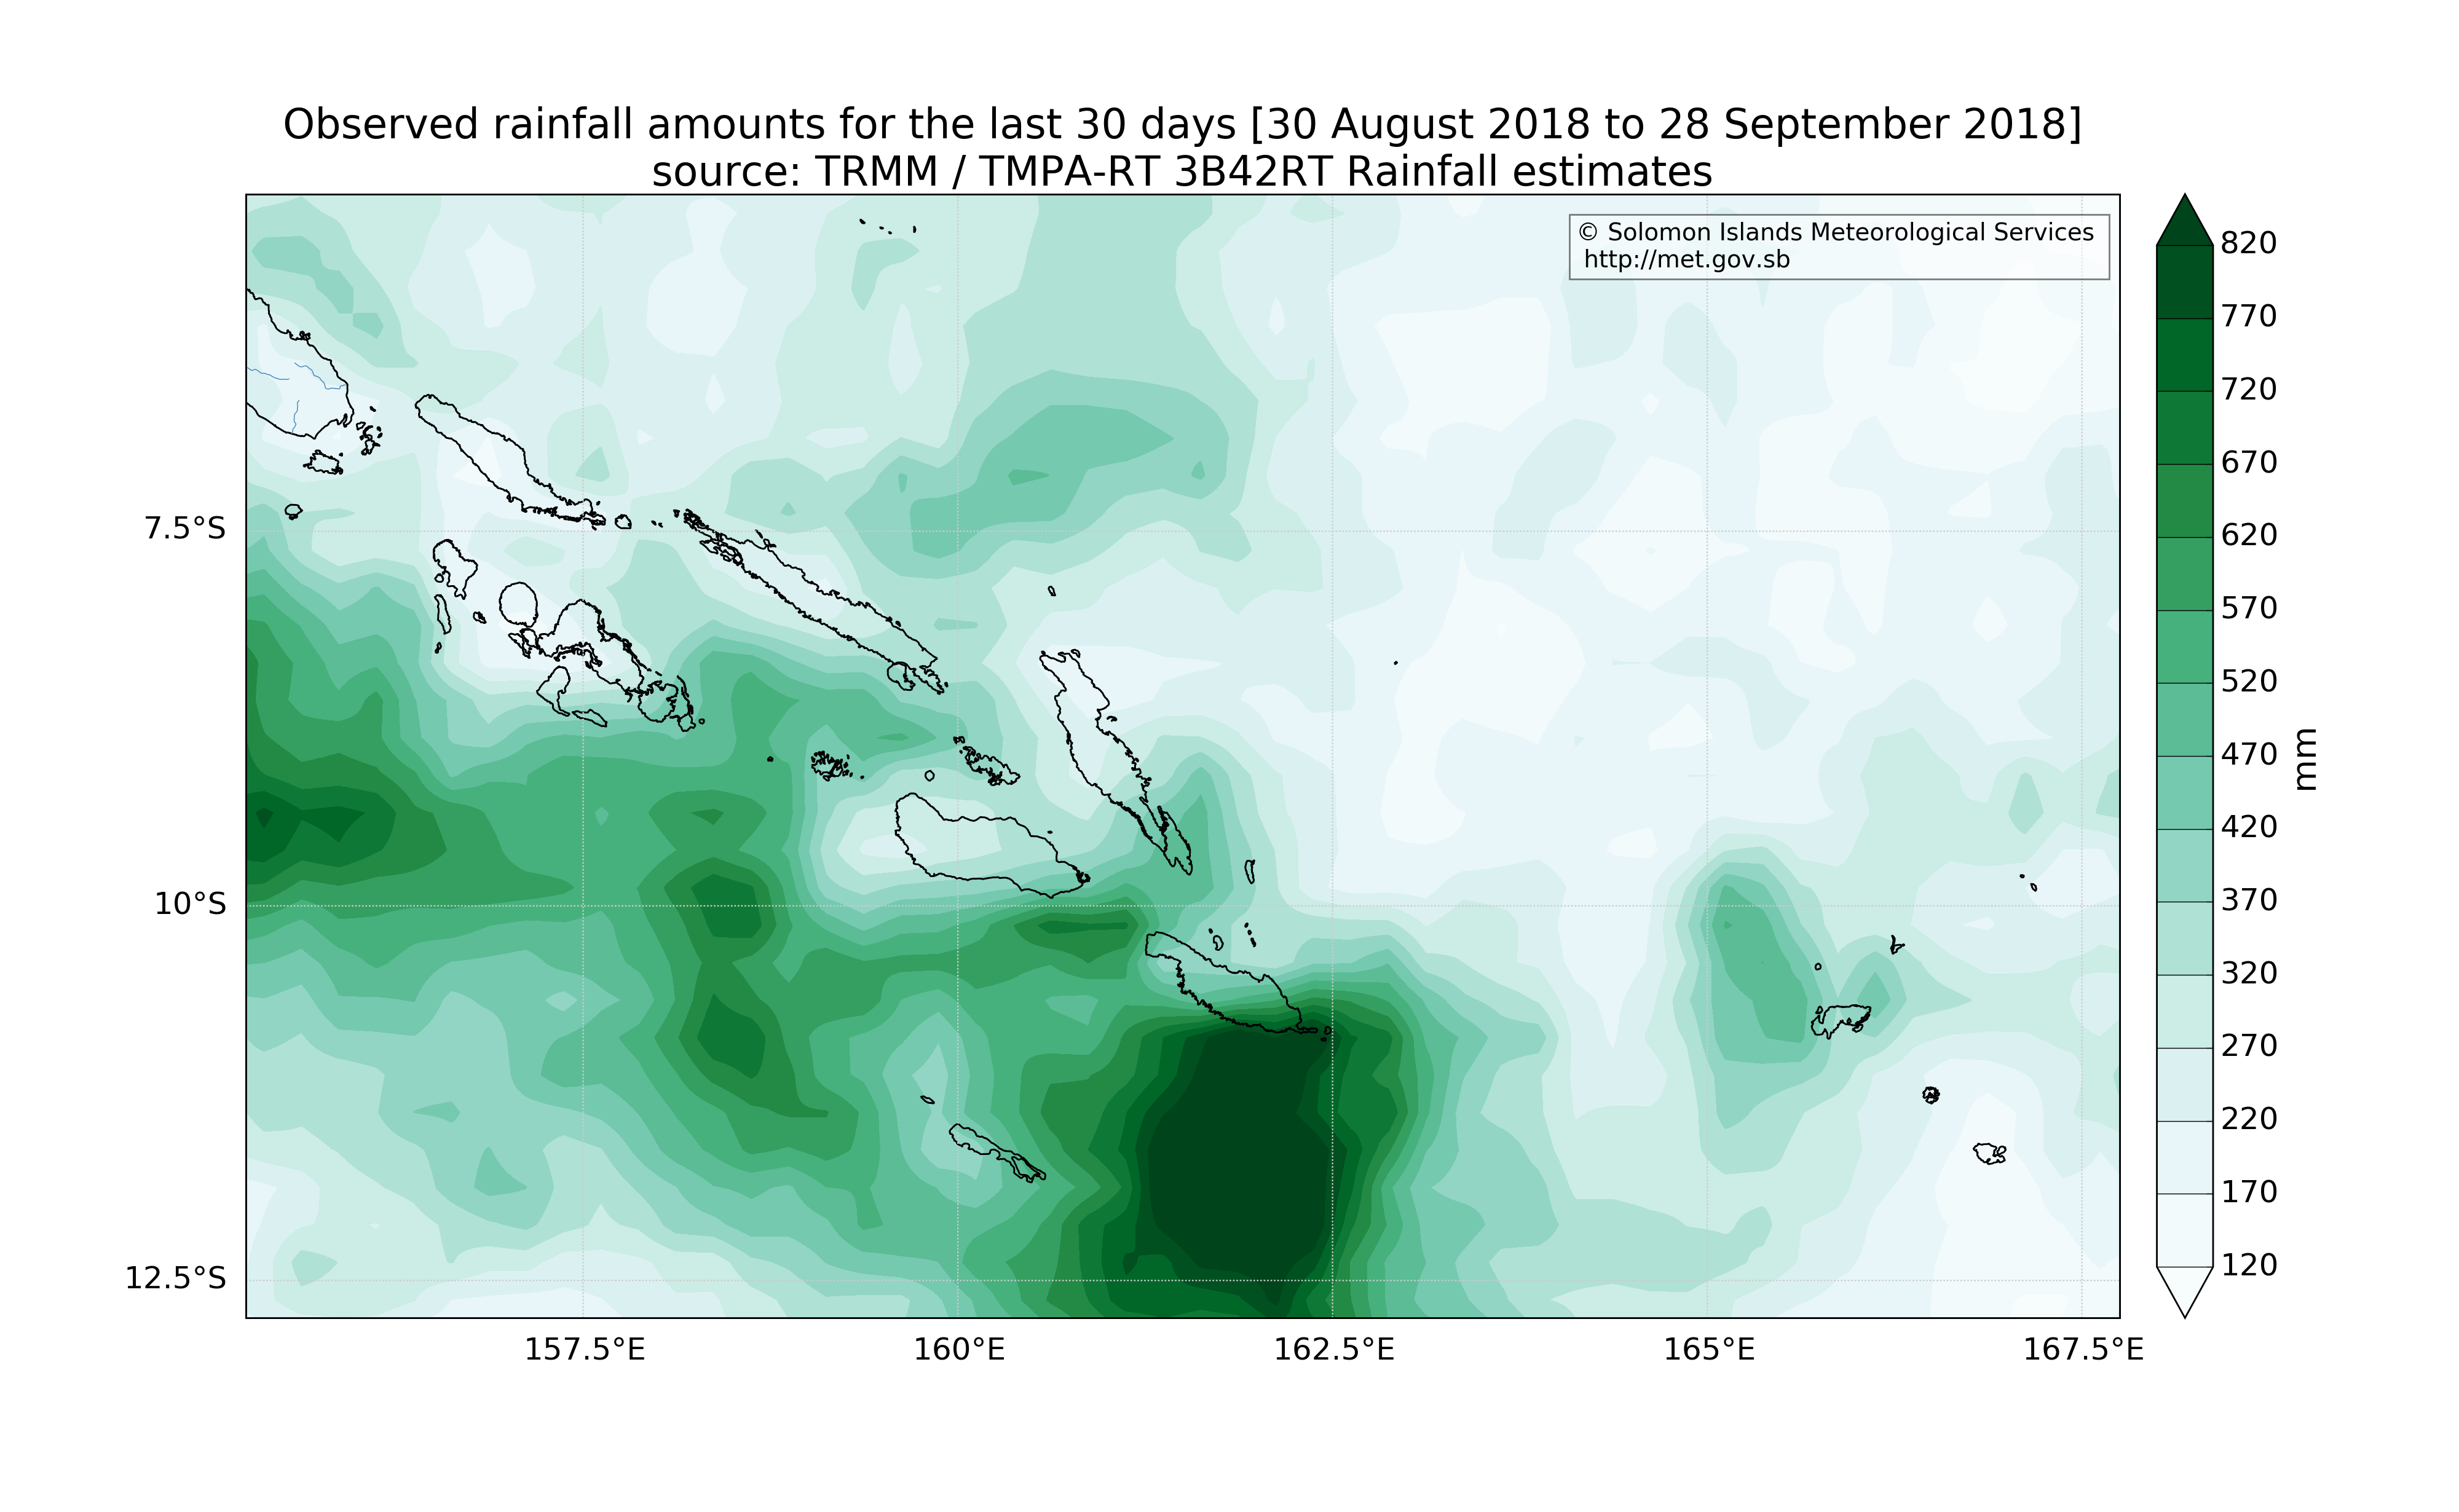 Observed rainfall amounts for the last 30 days [30 August 2018 to 28 September 2018]
source: TRMM / TMPA-RT 3B42RT Rainfall estimates
© Solomon Islands Meteorological Services
http://met.gov.sb
7.5°S
10°S
12.5°S
157.5°E
160°E
162.5°E
165°E
167.5°E
820
770
720
670
620
570
520
470
420
370
320
270
220
170
120
mm